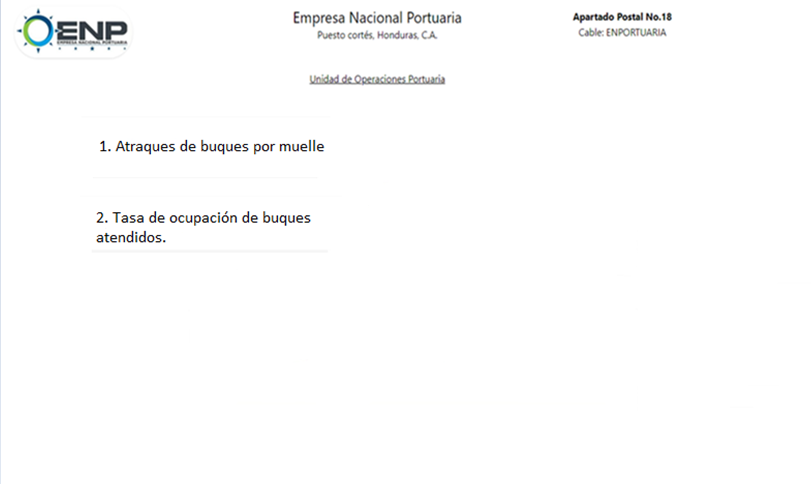 ENP
EMPRESA NACIONAL PORTUARIA
Empresa Nacional Portuaria
Puesto cortés, Honduras, C.A.
Apartado Postal No.18
Cable: ENPORTUARIA
Unidad de Operaciones Portuaria
1. Atraques de buques por muelle
2. Tasa de ocupación de buques
atendidos.